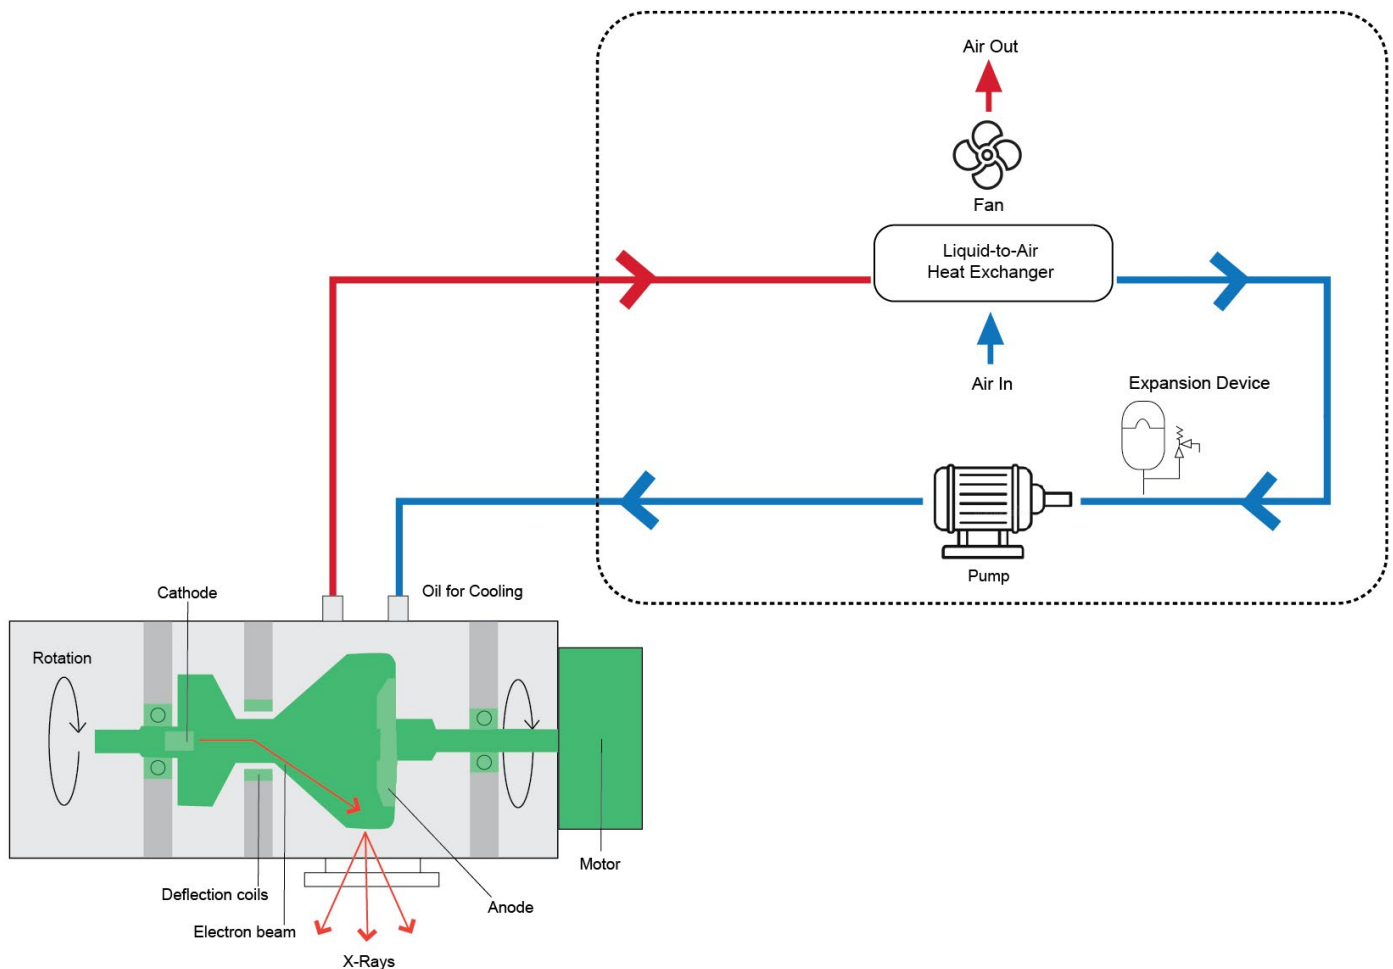 Air Out
Fan
Liquid-to-Air
Heat Exchanger
Air In
Expansion Device
Pump
Cathode
Oil for Cooling
Rotation
Motor
Deflection coils
Anode
Electron beam
X-Rays